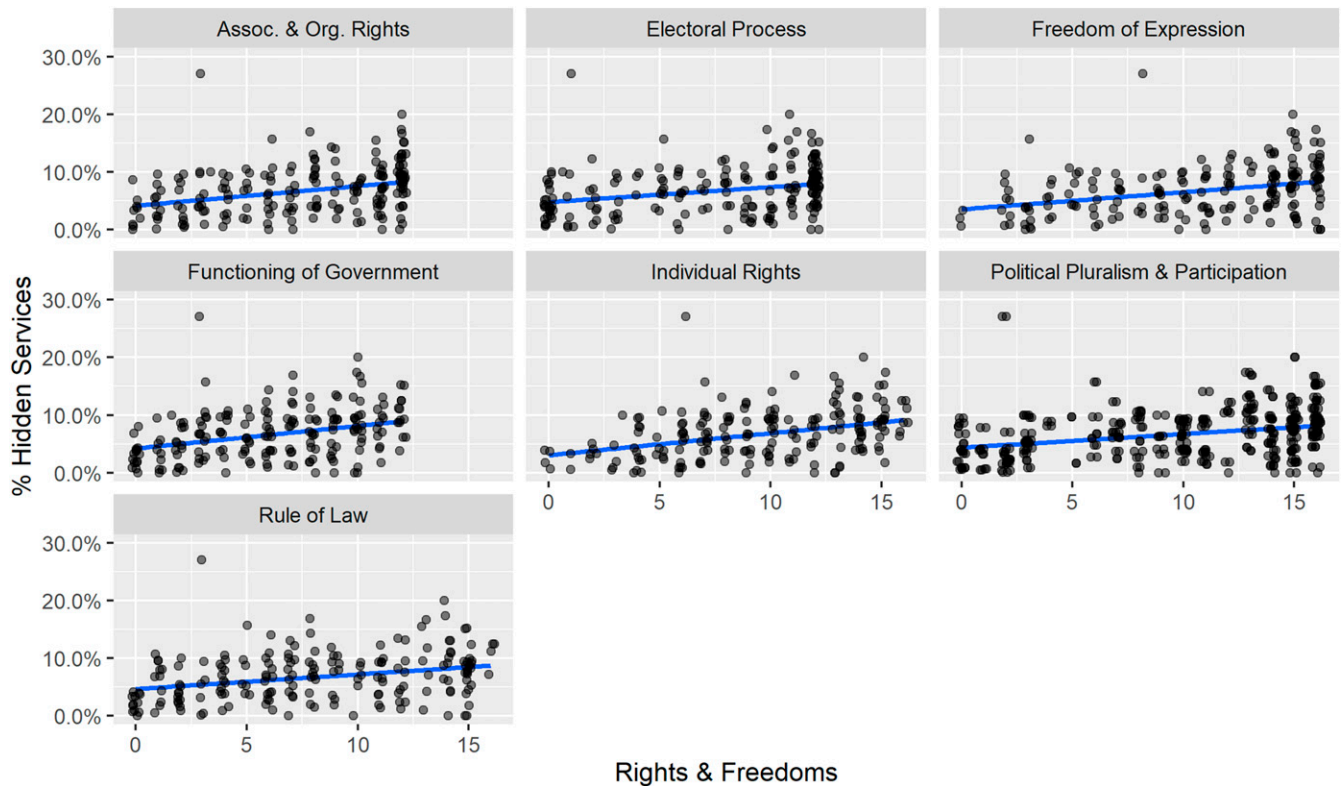 Assoc. & Org. Rights
Electoral Process
Freedom of Expression
30.0%
20.0%
10.0%
0.0%
Functioning of Government
Individual Rights
Political Pluralism & Participation
30.0%
20.0%
10.0%
0.0%
0 5 10 15
0 5 10 15
Rule of Law
30.0%
20.0%
10.0%
0.0%
0 5 10 15
% Hidden Services
Rights & Freedoms